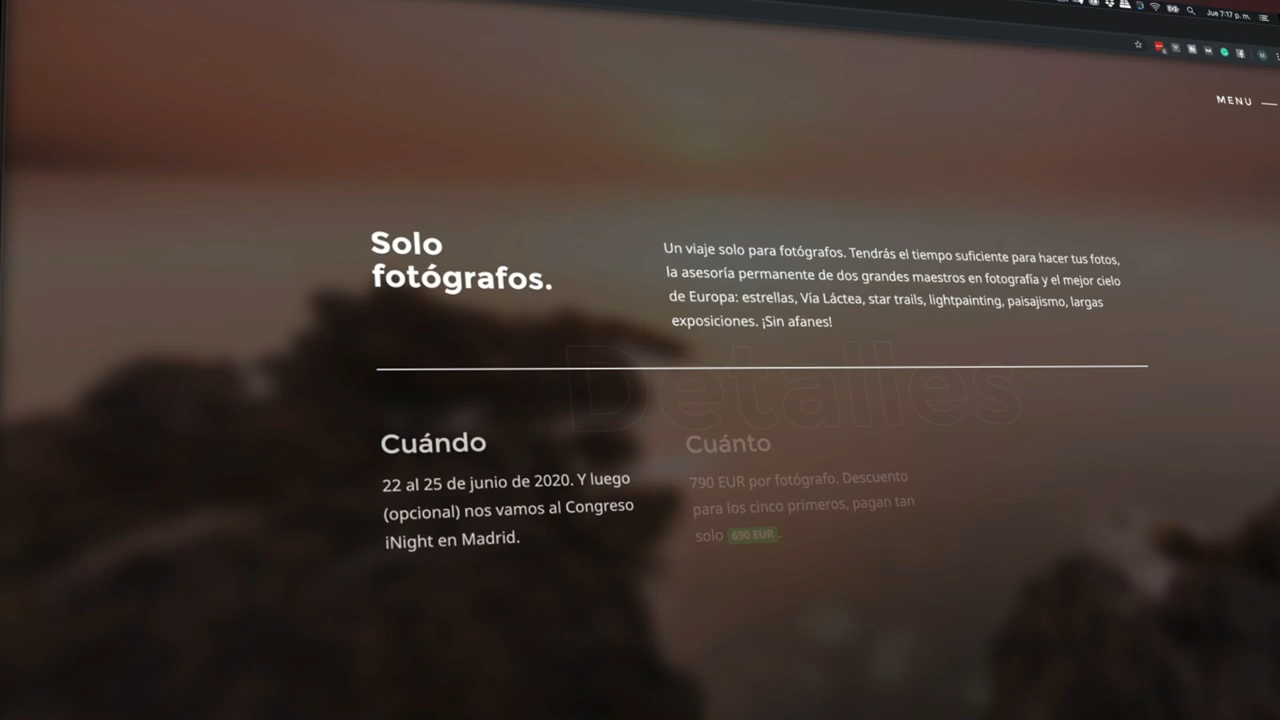 Jue 7:17 p. m.
MENU
Solo
fotógrafos.
Un viaje solo para fotógrafos. Tendrás el tiempo suficiente para hacer tus fotos,
la asesoría permanente de dos grandes maestros en fotografía y el mejor cielo
de Europa: estrellas, Vía Láctea, star trails, lightpainting, paisajismo, largas
exposiciones. ¡Sin afanes!
Detalles
Cuándo
22 al 25 de junio de 2020. Y luego
(opcional) nos vamos al Congreso
iNight en Madrid.
Cuánto
790 EUR por fotógrafo. Descuento
para los cinco primeros, pagan tan
solo 690 EUR.